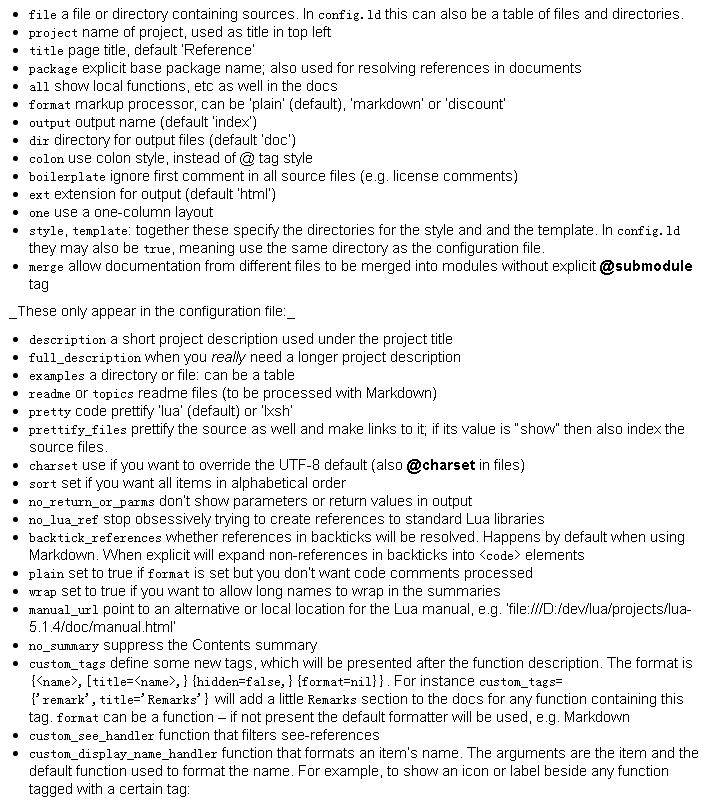 • file a file or directory containing sources. In config.ld this can also be a table of files and directories.
• project name of project, used as title in top left
• title page title, default ‘Reference’
• package explicit base package name; also used for resolving references in documents
• all show local functions, etc as well in the docs
• format markup processor, can be ‘plain’ (default), ‘markdown’ or ‘discount’
• output output name (default ‘index’)
• dir directory for output files (default ‘doc’)
• colon use colon style, instead of @ tag style
• boilerplate ignore first comment in all source files (e.g. license comments)
• ext extension for output (default ‘html’)
• one use a one-column layout
• style, template: together these specify the directories for the style and and the template. In config.ld
they may also be true, meaning use the same directory as the configuration file.
• merge allow documentation from different files to be merged into modules without explicit @submodule
tag
_These only appear in the configuration file:_
• description a short project description used under the project title
• full_description when you really need a longer project description
• examples a directory or file: can be a table
• readme or topics readme files (to be processed with Markdown)
• pretty code prettify ‘lua’ (default) or ‘lxsh’
• prettify_files prettify the source as well and make links to it; if its value is “show” then also index the
source files.
• charset use if you want to override the UTF-8 default (also @charset in files)
• sort set if you want all items in alphabetical order
• no_return_or_parms don’t show parameters or return values in output
• no_lua_ref stop obsessively trying to create references to standard Lua libraries
• backtick_references whether references in backticks will be resolved. Happens by default when using
Markdown. When explicit will expand non-references in backticks into <code> elements
• plain set to true if format is set but you don’t want code comments processed
• wrap set to true if you want to allow long names to wrap in the summaries
• manual_url point to an alternative or local location for the Lua manual, e.g. ‘file:///D:/dev/lua/projects/lua-
5.1.4/doc/manual.html’
• no_summary suppress the Contents summary
• custom_tags define some new tags, which will be presented after the function description. The format is
{<name>,[title=<name>,}{hidden=false,}{format=nil}}. For instance custom_tags=
{'remark',title='Remarks'} will add a little Remarks section to the docs for any function containing this
tag. format can be a function – if not present the default formatter will be used, e.g. Markdown
• custom_see_handler function that filters see-references
• custom_display_name_handler function that formats an item’s name. The arguments are the item and the
default function used to format the name. For example, to show an icon or label beside any function
tagged with a certain tag: